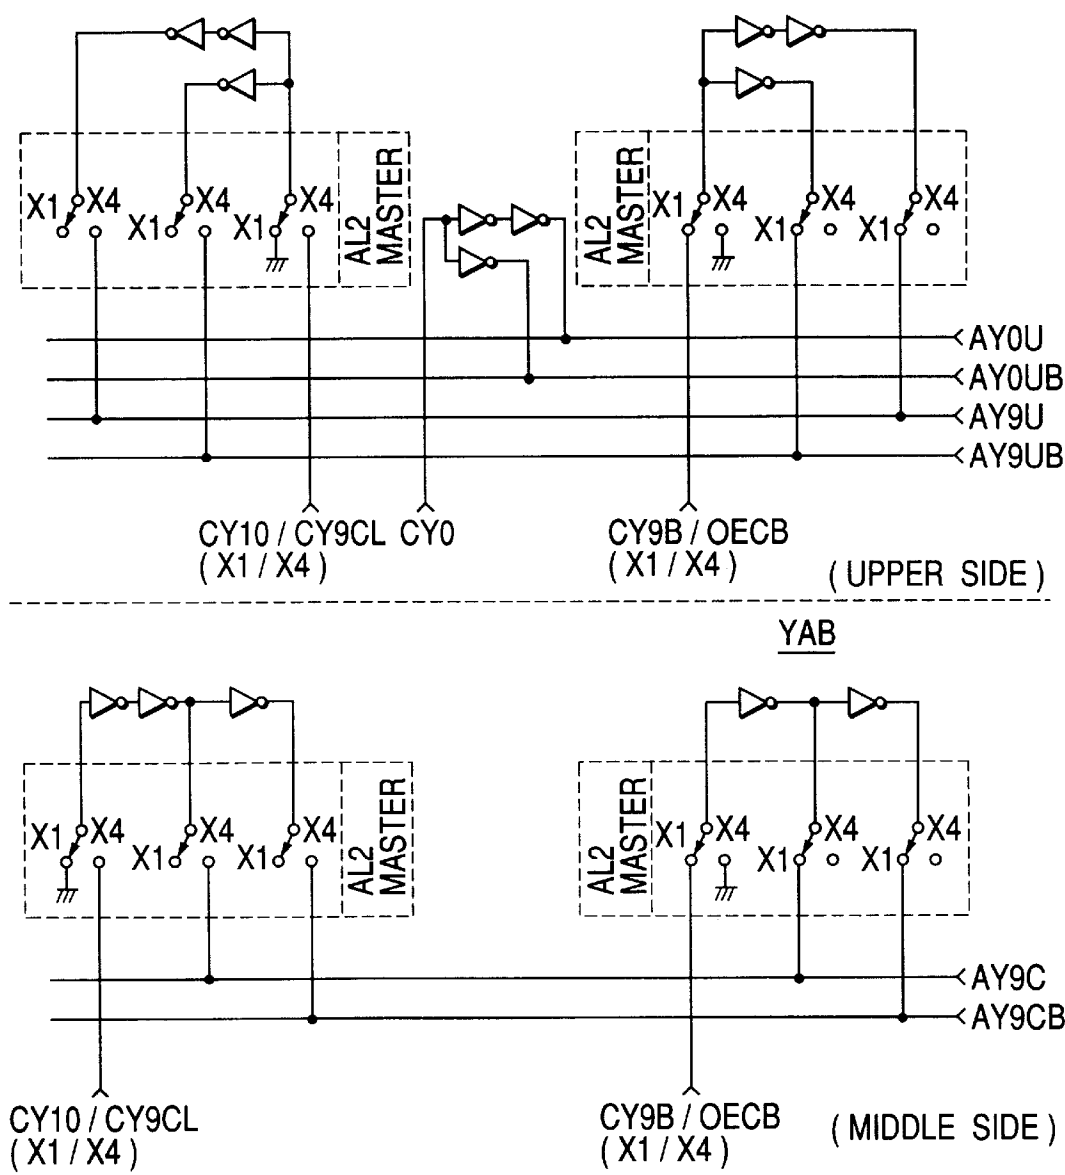 X1 X4
X1 X4
X1 X4
AL2
MASTER
AL2
MASTER
X1 X4
X1 X4
X1 X4
AY0U
AY0UB
AY9U
AY9UB
CY10 / CY9CL
( X1 / X4 )
CY0
CY9B / OECB
( X1 / X4 )
( UPPER SIDE )
YAB
X1 X4
X1 X4
X1 X4
AL2
MASTER
AL2
MASTER
X1 X4
X1 X4
X1 X4
AY9C
AY9CB
CY10 / CY9CL
( X1 / X4 )
CY9B / OECB
( X1 / X4 )
( MIDDLE SIDE )